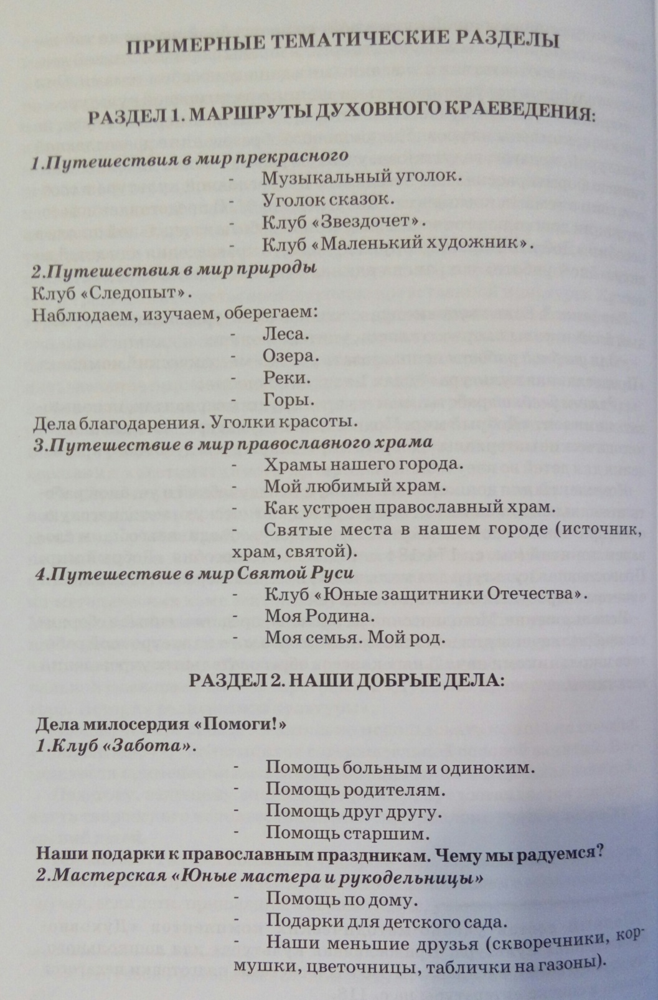 ПРИМЕРНЫЕ ТЕМАТИЧЕСКИЕ РАЗДЕЛЫ
РАЗДЕЛ 1. МАРШРУТЫ ДУХОВНОГО КРАЕВЕДЕНИЯ:
1.Путешествия в мир прекрасного
- Музыкальный уголок.
- Уголок сказок.
- Клуб «Звездочет».
- Клуб «Маленький художник».
2.Путешествия в мир природы
Клуб «Следопыт».
Наблюдаем, изучаем, оберегаем:
- Леса.
- Озера.
- Реки.
- Горы.
Дела благодарения. Уголки красоты.
3.Путешествие в мир православного храма
- Храмы нашего города.
- Мой любимый храм.
- Как устроен православный храм.
- Святые места в нашем городе (источник,
храм, святой).
4.Путешествие в мир Святой Руси
- Клуб «Юные защитники Отечества».
- Моя Родина.
- Моя семья. Мой род.
РАЗДЕЛ 2. НАШИ ДОБРЫЕ ДЕЛА:
Дела милосердия «Помоги!»
1.Клуб «Забота».
- Помощь больным и одиноким.
- Помощь родителям.
- Помощь друг другу.
- Помощь старшим.
Наши подарки к православным праздникам. Чему мы радуемся?
2.Мастерская «Юные мастера и рукодельницы»
- Помощь по дому.
- Подарки для детского сада.
- Наши меньшие друзья (скворечники, кор-
мушки, цветочницы, таблички на газоны).